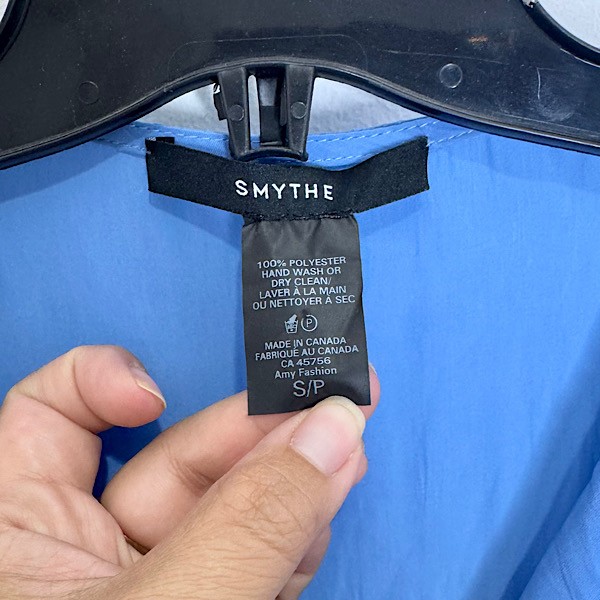 SMYTHE
100% POLYESTER
HAND WASH OR
DRY CLEAN/
LAVER À LA MAIN
OU NETTOYER À SEC
P
MADE IN CANADA
FABRIQUÉ AU CANADA
CA 45756
Amy Fashion
S/P